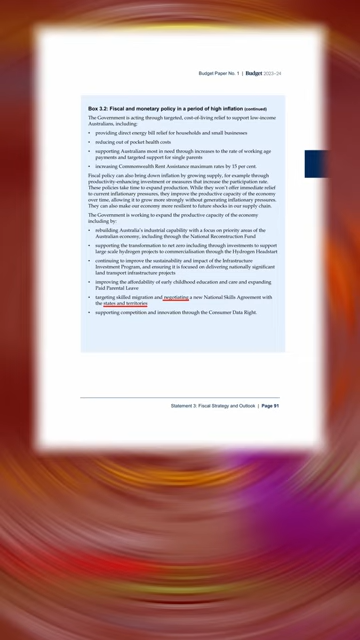 Budget Paper No. 1 | Budget 2023–24
Box 3.2: Fiscal and monetary policy in a period of high inflation (continued)
The Government is acting through targeted, cost-of-living relief to support low-income
Australians, including:
• providing direct energy bill relief for households and small businesses
• reducing out of pocket health costs
• supporting Australians most in need through increases to the rate of working age
payments and targeted support for single parents
• increasing Commonwealth Rent Assistance maximum rates by 15 per cent.
Fiscal policy can also bring down inflation by growing supply, for example through
productivity-enhancing investment or measures that increase the participation rate.
These policies take time to expand production. While they won't offer immediate relief
to current inflationary pressures, they improve the productive capacity of the economy
over time, allowing it to grow more strongly without generating inflationary pressures.
They can also make our economy more resilient to future shocks in our supply chain.
The Government is working to expand the productive capacity of the economy
including by:
• rebuilding Australia's industrial capability with a focus on priority areas of the
Australian economy, including through the National Reconstruction Fund
• supporting the transformation to net zero including through investments to support
large scale hydrogen projects to commercialisation through the Hydrogen Headstart
• continuing to improve the sustainability and impact of the Infrastructure
Investment Program, and ensuring it is focused on delivering nationally significant
land transport infrastructure projects
• improving the affordability of early childhood education and care and expanding
Paid Parental Leave
• targeting skilled migration and negotiating a new National Skills Agreement with
the states and territories
• supporting competition and innovation through the Consumer Data Right.
Statement 3: Fiscal Strategy and Outlook | Page 91